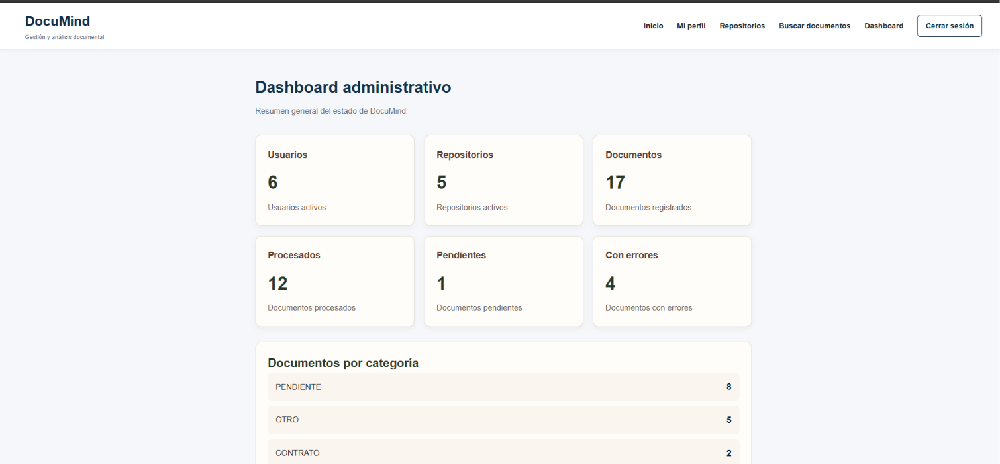 DocuMind
Gestión y análisis documental
Inicio Mi perfil Repositorios Buscar documentos Dashboard Cerrar sesión
Dashboard administrativo
Resumen general del estado de DocuMind.
Usuarios
6
Usuarios activos
Repositorios
5
Repositorios activos
Documentos
17
Documentos registrados
Procesados
12
Documentos procesados
Pendientes
1
Documentos pendientes
Con errores
4
Documentos con errores
Documentos por categoría
PENDIENTE 8
OTRO 5
CONTRATO 2